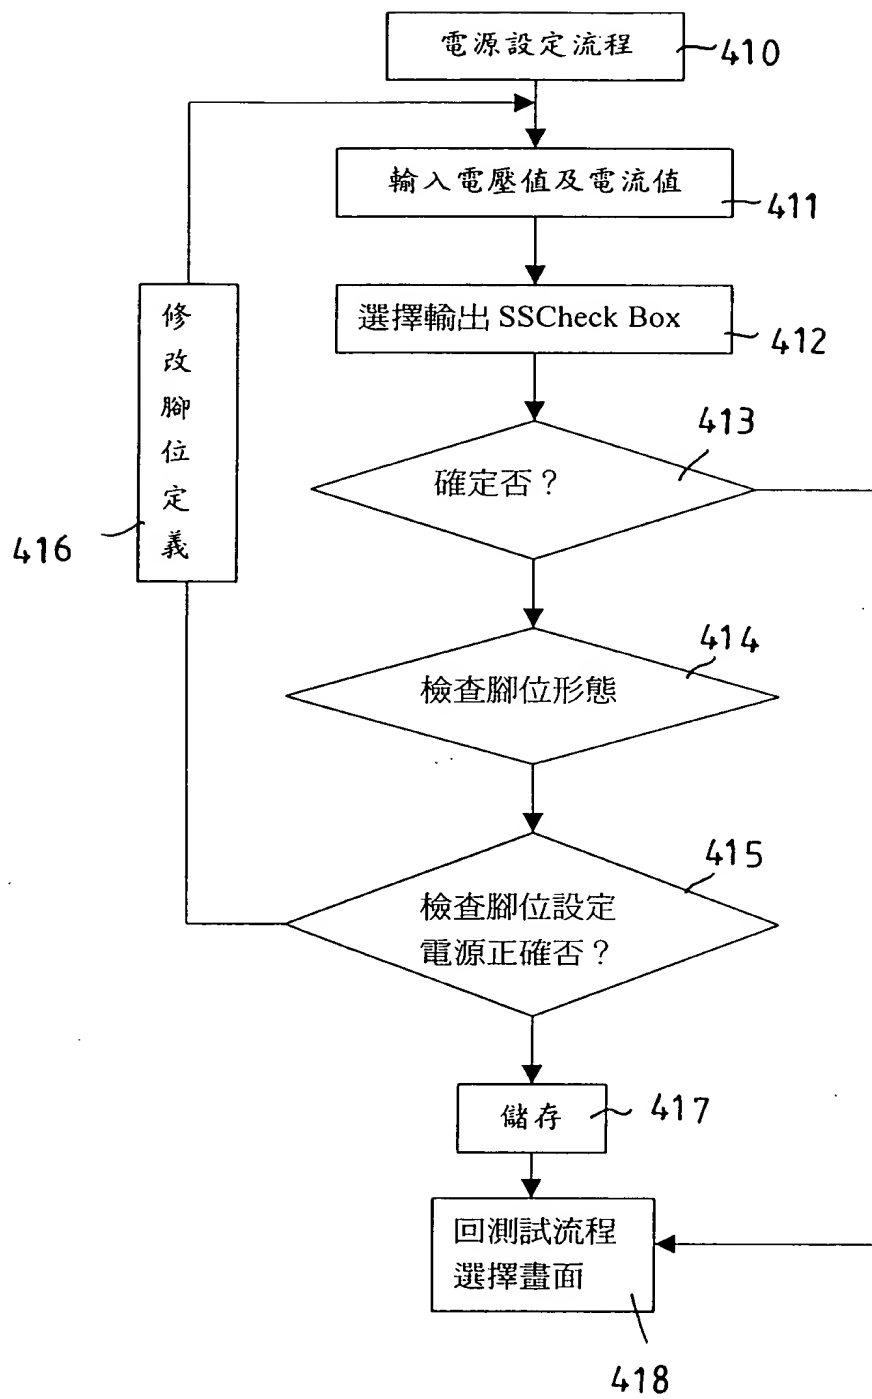 電源設定流程
410
輸入電壓值及電流值
411
選擇輸出 SSCheck Box
412
413
確定否？
修改腳位定義
416
414
檢查腳位形態
415
檢查腳位設定
電源正確否？
417
儲存
回測試流程
選擇畫面
418